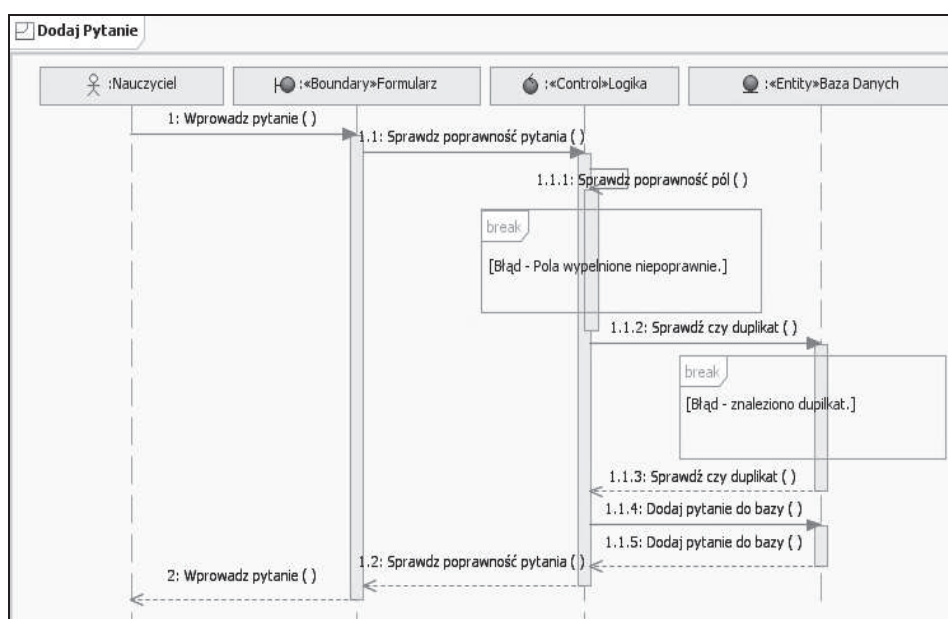 Dodaj Pytanie
:Nauczyciel
:«Boundary»Formularz
:«Control»Logika
:«Entity»Baza Danych
1: Wprowadz pytanie ( )
1.1: Sprawdz poprawność pytania ( )
1.1.1: Sprawdz poprawność pól ( )
break
[Błąd - Pola wypełnione niepoprawnie.]
1.1.2: Sprawdź czy duplikat ( )
break
[Błąd - znaleziono dupilkat.]
1.1.3: Sprawdź czy duplikat ( )
1.1.4: Dodaj pytanie do bazy ( )
1.1.5: Dodaj pytanie do bazy ( )
1.2: Sprawdz poprawność pytania ( )
2: Wprowadz pytanie ( )